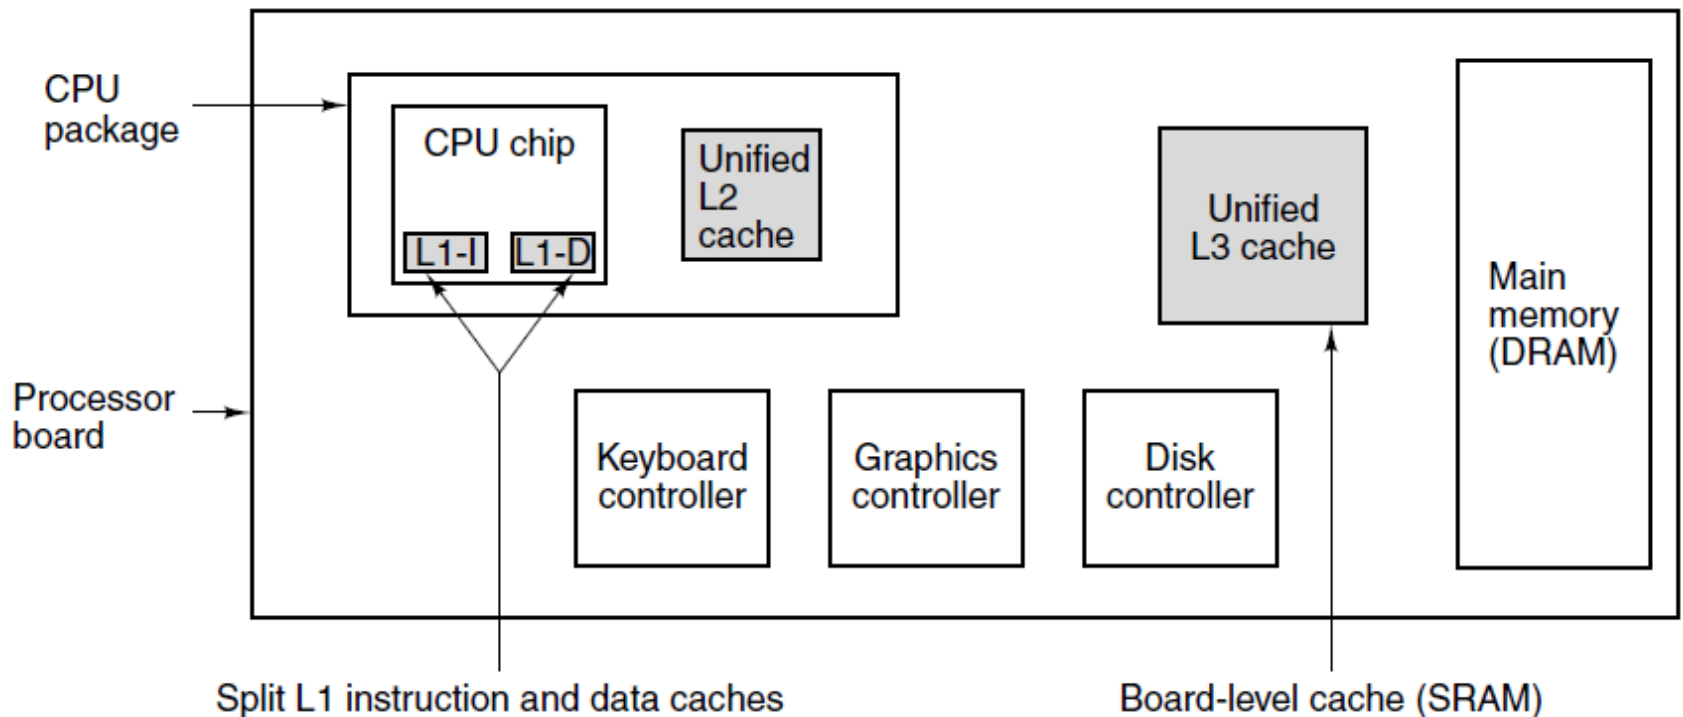 CPU
package
CPU chip
L1-I
L1-D
Unified
L2
cache
Unified
L3 cache
Main
memory
(DRAM)
Processor
board
Keyboard
controller
Graphics
controller
Disk
controller
Split L1 instruction and data caches
Board-level cache (SRAM)